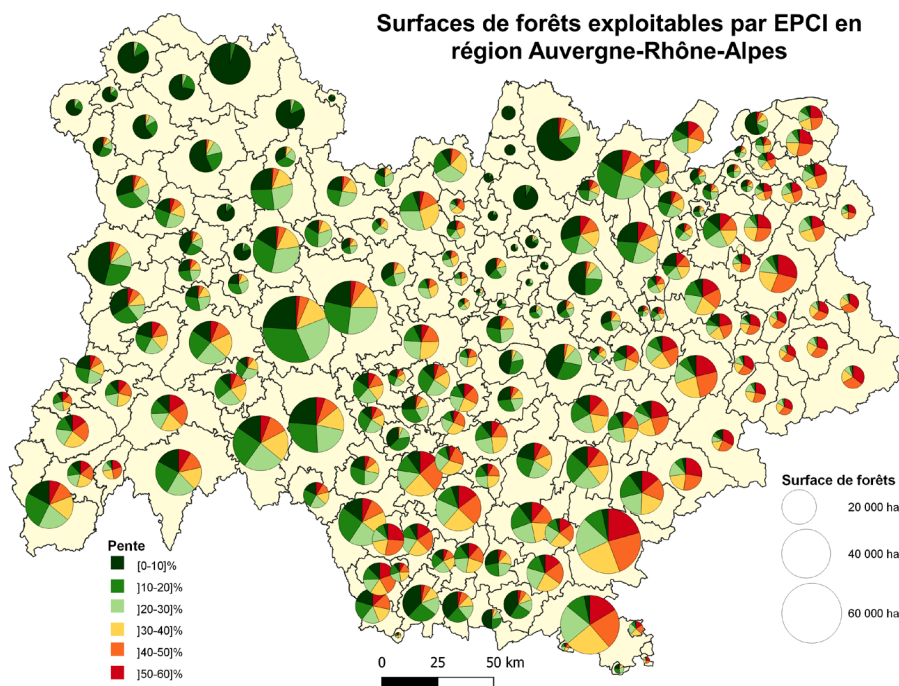 Surfaces de forêts exploitables par EPCI en
région Auvergne-Rhône-Alpes
Surface de forêts
20 000 ha
40 000 ha
60 000 ha
Pente
[0-10]%
]10-20]%
]20-30]%
]30-40]%
]40-50]%
]50-60]%
0 25 50 km